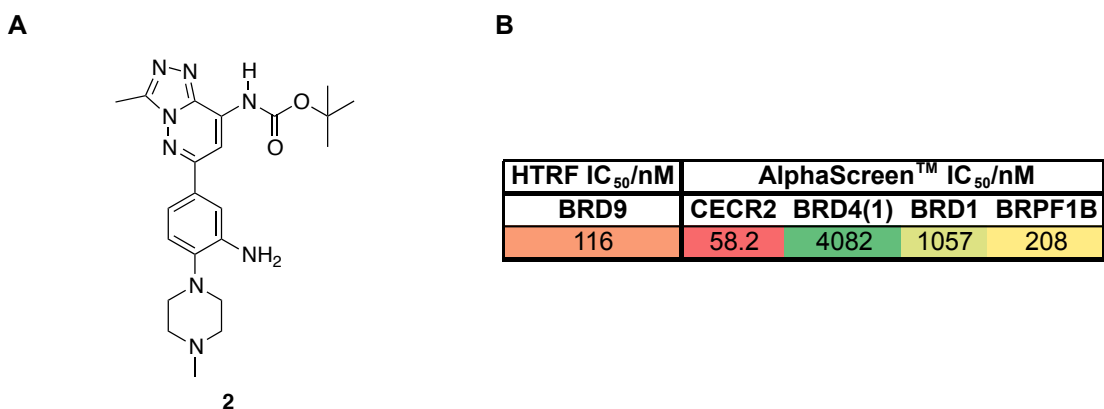 A
B
N
N
N
H
N
O
O
N
NH₂
N
N
2
HTRF IC₅₀/nM AlphaScreen™ IC₅₀/nM
BRD9 CECR2 BRD4(1) BRD1 BRPF1B
116 58.2 4082 1057 208